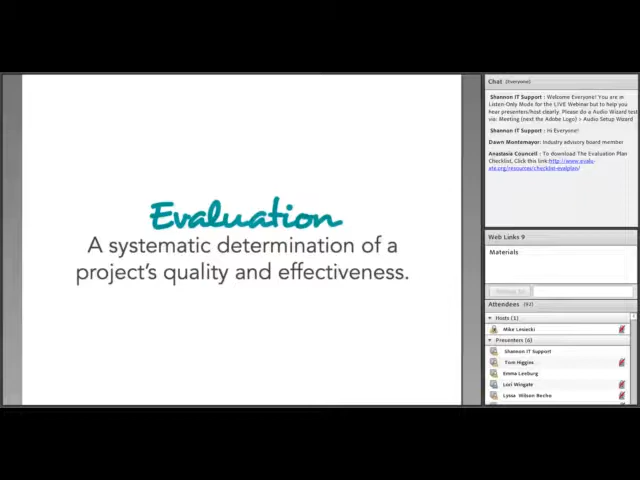 Evaluation
A systematic determination of a
project's quality and effectiveness.
Chat (Everyone)
Shannon IT Support : Welcome Everyone! You are in
Listen-Only Mode for the LIVE Webinar but to help you
hear presenters/host clearly. Please do a Audio Wizard test
via: Meeting (next the Adobe Logo) > Audio Setup Wizard
Shannon IT Support : Hi Everyone!
Dawn Montemayor: Industry advisory board member
Anastasia Councell : To download The Evaluation Plan
Checklist, Click this link:http://www.evalu-
ate.org/resources/checklist-evalplan/
Web Links 9
Materials
Browse To
Attendees (93)
Hosts (1)
Mike Lesiecki
Presenters (6)
Shannon IT Support
Tom Higgins
Emma Leeburg
Lori Wingate
Lyssa Wilson Becho